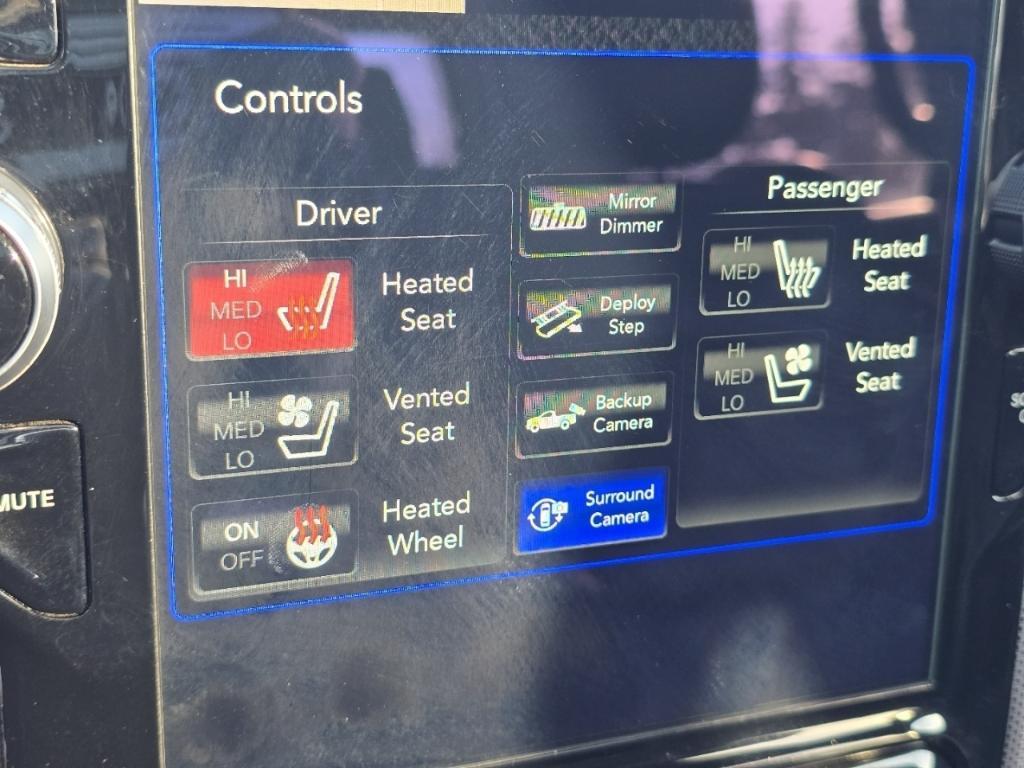 Controls
Driver
HI
MED
LO
Heated
Seat
HI
MED
LO
Vented
Seat
ON
OFF
Heated
Wheel
Mirror
Dimmer
Deploy
Step
Backup
Camera
Surround
Camera
Passenger
HI
MED
LO
Heated
Seat
HI
MED
LO
Vented
Seat
MUTE